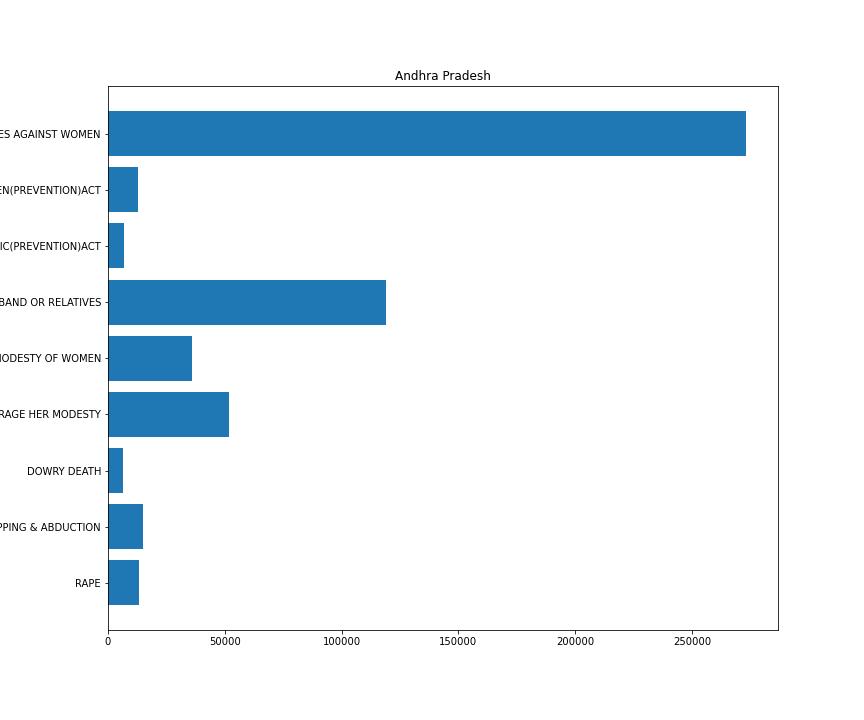 Andhra Pradesh
ES AGAINST WOMEN
EN(PREVENTION)ACT
IC(PREVENTION)ACT
BAND OR RELATIVES
MODESTY OF WOMEN
RAGE HER MODESTY
DOWRY DEATH
PPING & ABDUCTION
RAPE
0 50000 100000 150000 200000 250000